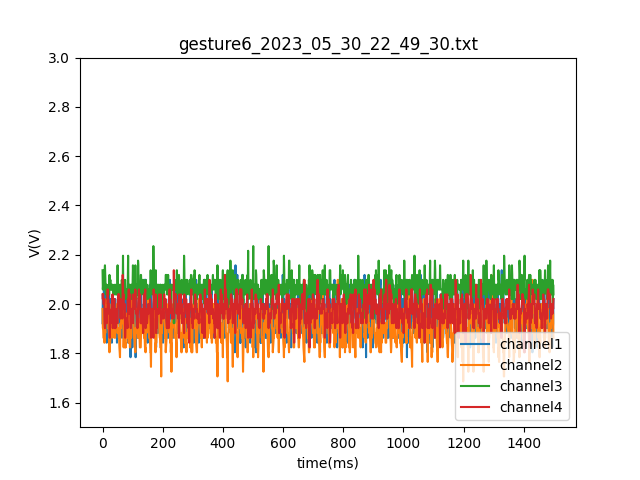 gesture6_2023_05_30_22_49_30.txt
3.0
2.8
2.6
2.4
2.2
2.0
1.8
1.6
V(V)
0 200 400 600 800 1000 1200 1400
time(ms)
channel1
channel2
channel3
channel4